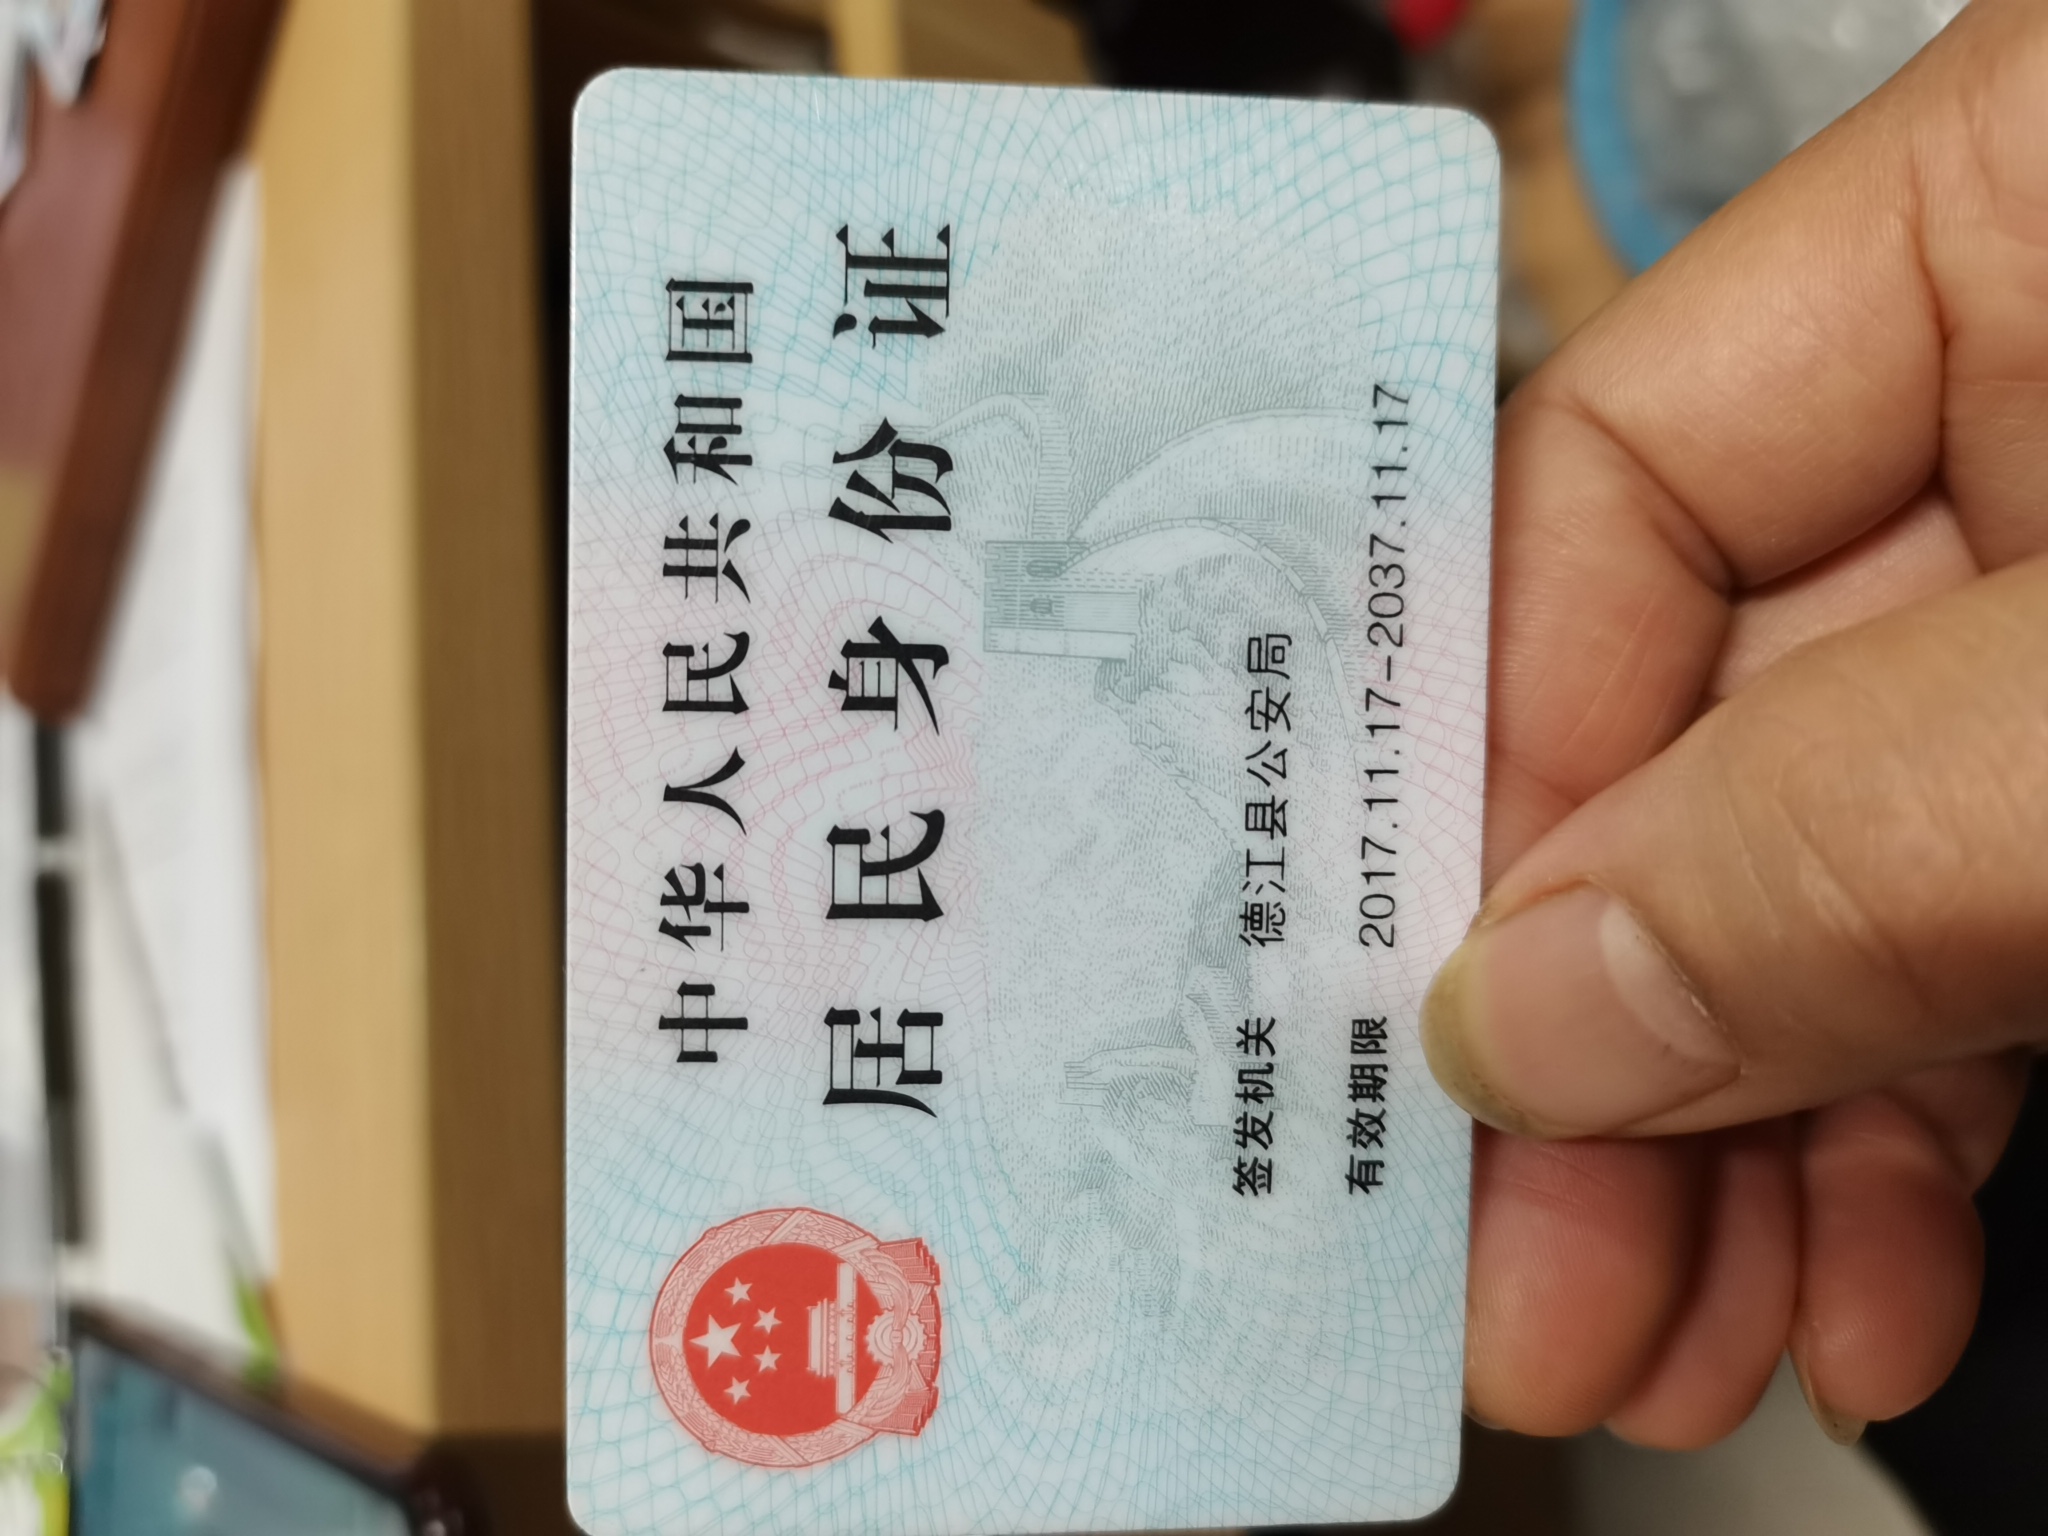 中华人民共和国
居民身份证
签发机关 德江县公安局
有效期限 2017.11.17-2037.11.17